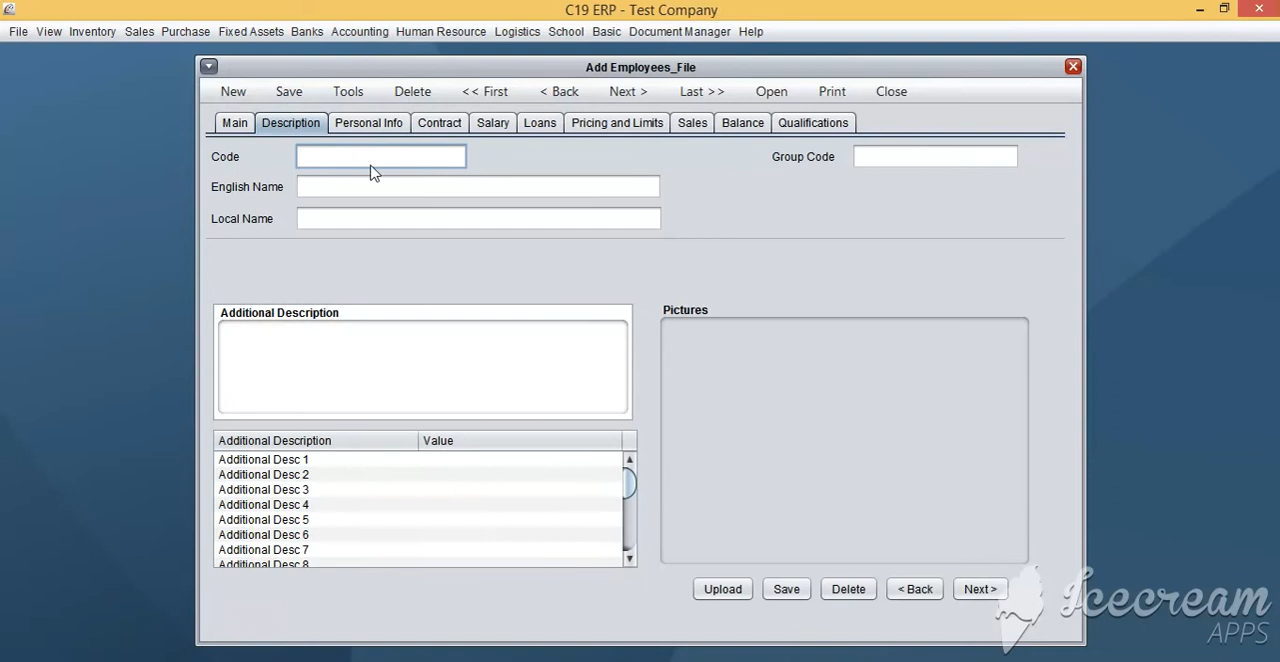 C19 ERP - Test Company
File View Inventory Sales Purchase Fixed Assets Banks Accounting Human Resource Logistics School Basic Document Manager Help
Add Employees_File
New Save Tools Delete << First < Back Next > Last >> Open Print Close
Main Description Personal Info Contract Salary Loans Pricing and Limits Sales Balance Qualifications
Code Group Code
English Name
Local Name
Additional Description Pictures
Additional Description Value
Additional Desc 1
Additional Desc 2
Additional Desc 3
Additional Desc 4
Additional Desc 5
Additional Desc 6
Additional Desc 7
Additional Desc 8
Upload Save Delete < Back Next >
Icecream
APPS